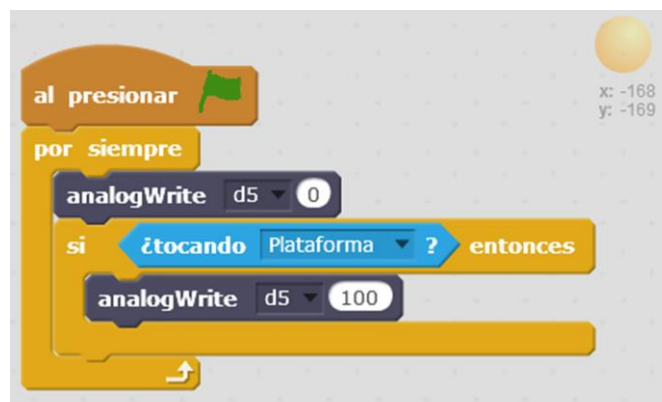 al presionar
x: -168
y: -169
por siempre
analogWrite d5 0
si ¿tocando Plataforma ? entonces
analogWrite d5 100